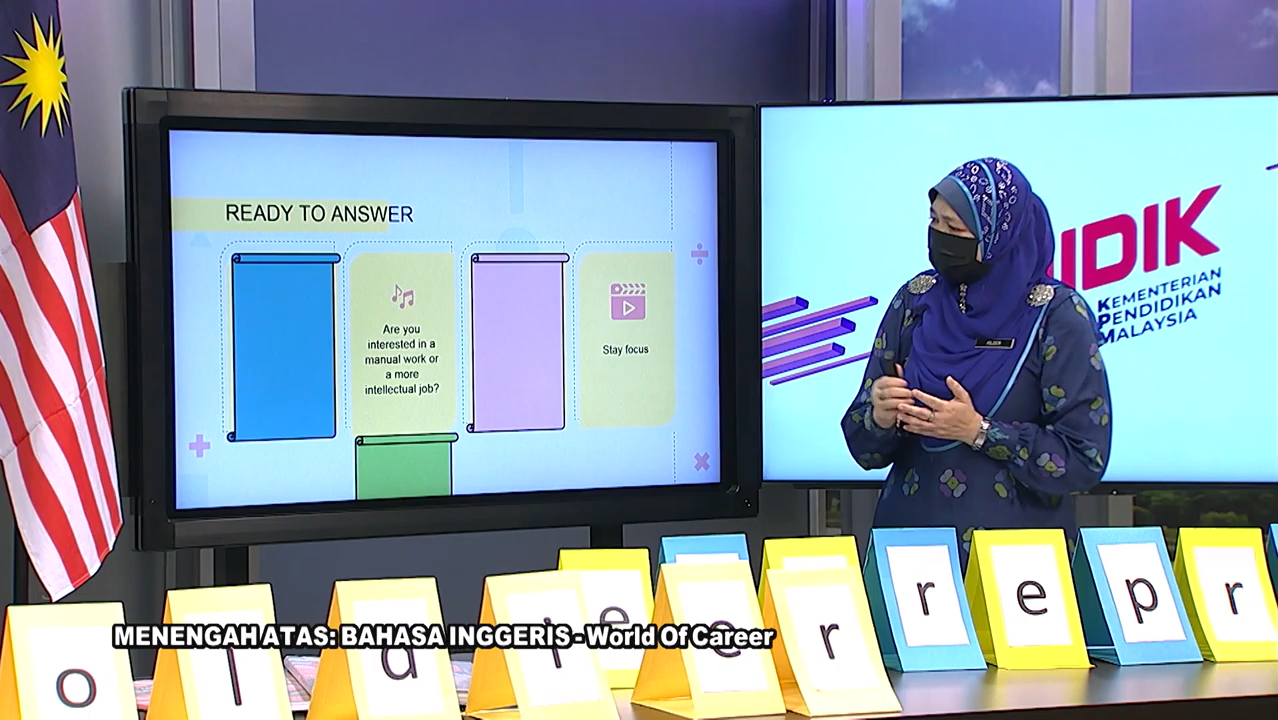 READY TO ANSWER
Are you
interested in a
manual work or
a more
intellectual job?
Stay focus
IDIK
KEMENTERIAN
PENDIDIKAN
MALAYSIA
MENENGAH ATAS: BAHASA INGGERIS - World Of Career
e
r e p r
o l d i e r